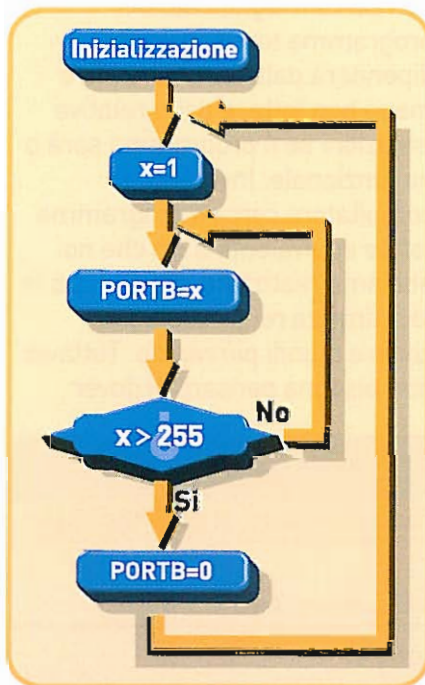 Inizializzazione
x=1
PORTB=x
x > 255
No
Si
PORTB=0